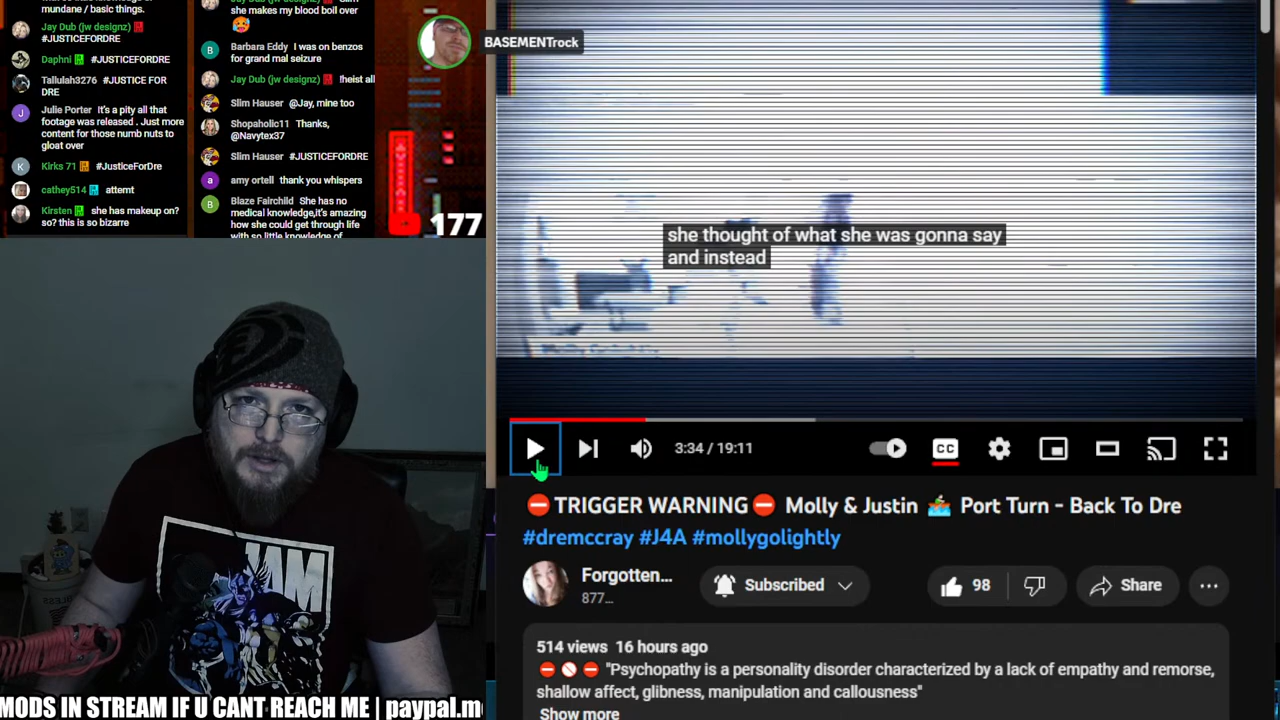 mundane / basic things.
Jay Dub (jw designz)
#JUSTICEFORDRE
Daphni #JUSTICEFORDRE
Tallulah3276 #JUSTICE FOR
DRE
Julie Porter It's a pity all that
footage was released . Just more
content for those numb nuts to
gloat over
Kirks 71 #JusticeForDre
cathey514 attemt
Kirsten she has makeup on?
so? this is so bizarre
she makes my blood boil over
Barbara Eddy I was on benzos
for grand mal seizure
Jay Dub (jw designz) !heist all
Slim Hauser @Jay, mine too
Shopaholic11 Thanks,
@Navytex37
Slim Hauser #JUSTICEFORDRE
amy ortell thank you whispers
Blaze Fairchild She has no
medical knowledge,it's amazing
how she could get through life
with so little knowledge of
BASEMENTrock
177
JAM
she thought of what she was gonna say
and instead
3:34 / 19:11
CC
⛔TRIGGER WARNING⛔ Molly & Justin 🚣 Port Turn - Back To Dre
#dremccray #J4A #mollygolightly
Forgotten...
877...
Subscribed
98
Share
514 views 16 hours ago
⛔🚫⛔ "Psychopathy is a personality disorder characterized by a lack of empathy and remorse,
shallow affect, glibness, manipulation and callousness"
Show more
MODS IN STREAM IF U CANT REACH ME | paypal.m